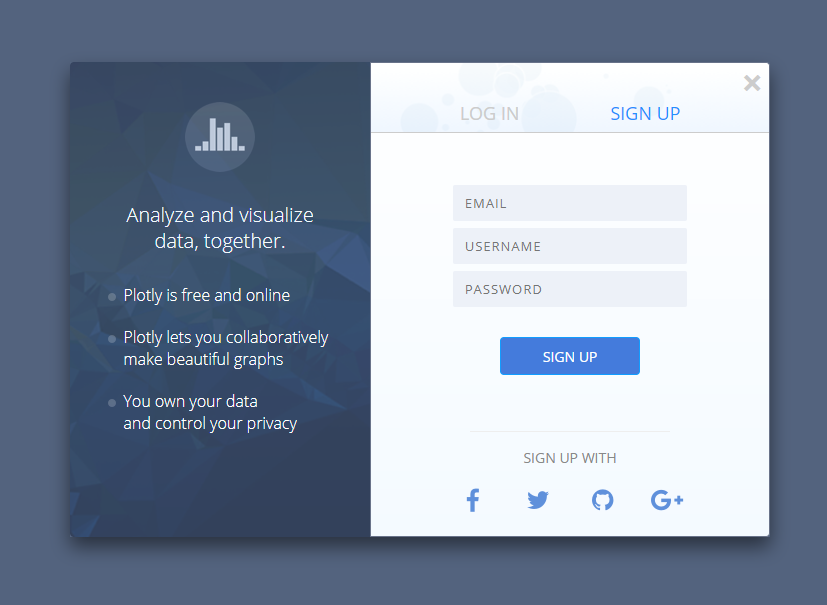 Analyze and visualize
data, together.
Plotly is free and online
Plotly lets you collaboratively
make beautiful graphs
You own your data
and control your privacy
LOG IN
SIGN UP
EMAIL
USERNAME
PASSWORD
SIGN UP
SIGN UP WITH